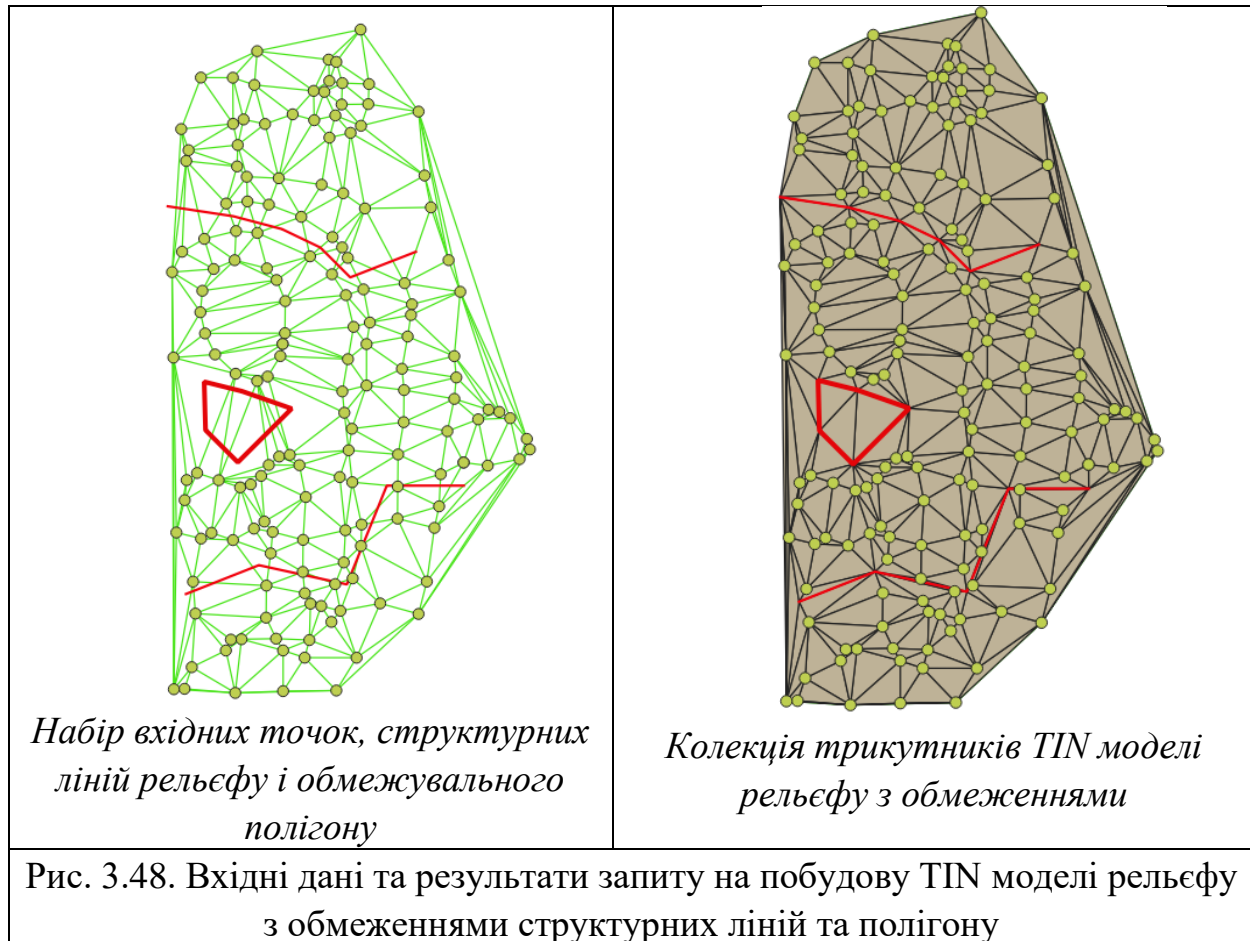 Набір вхідних точок, структурних
ліній рельєфу і обмежувального
полігону
Колекція трикутників TIN моделі
рельєфу з обмеженнями
Рис. 3.48. Вхідні дані та результати запиту на побудову TIN моделі рельєфу
з обмеженнями структурних ліній та полігону